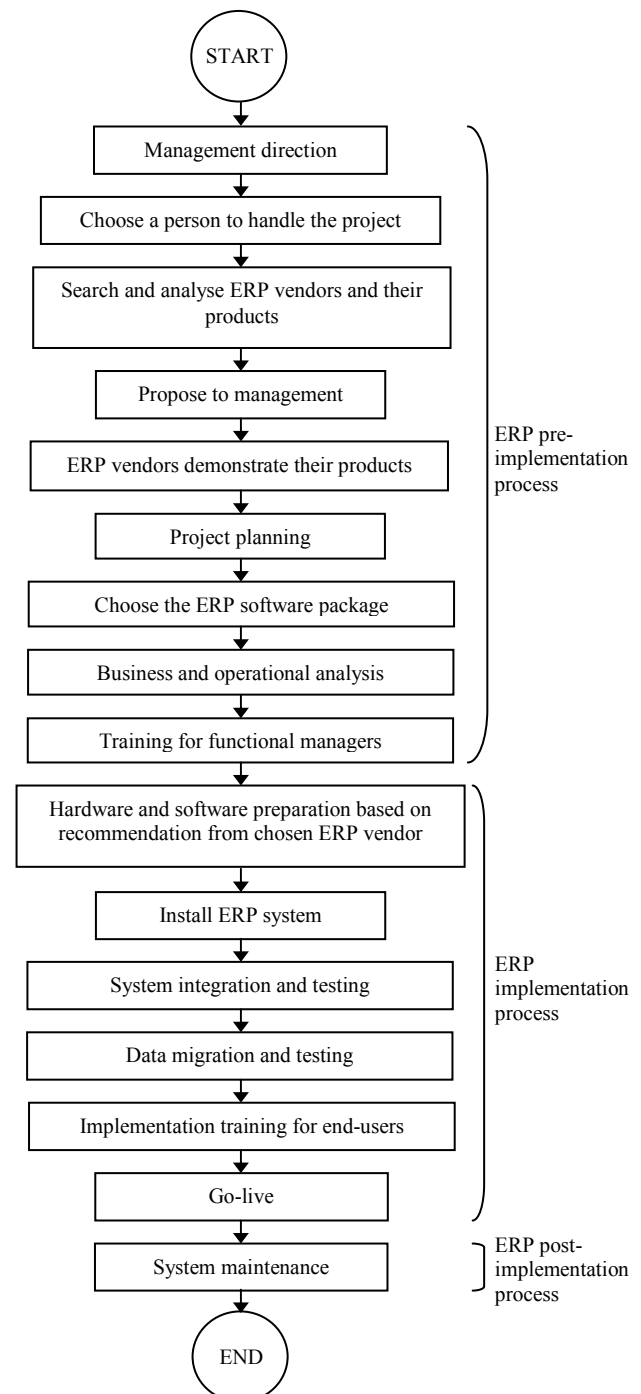 START
Management direction
Choose a person to handle the project
Search and analyse ERP vendors and their
products
Propose to management
ERP vendors demonstrate their products
Project planning
Choose the ERP software package
Business and operational analysis
Training for functional managers
ERP pre-
implementation
process
Hardware and software preparation based on
recommendation from chosen ERP vendor
Install ERP system
System integration and testing
Data migration and testing
Implementation training for end-users
Go-live
ERP
implementation
process
System maintenance
ERP post-
implementation
process
END